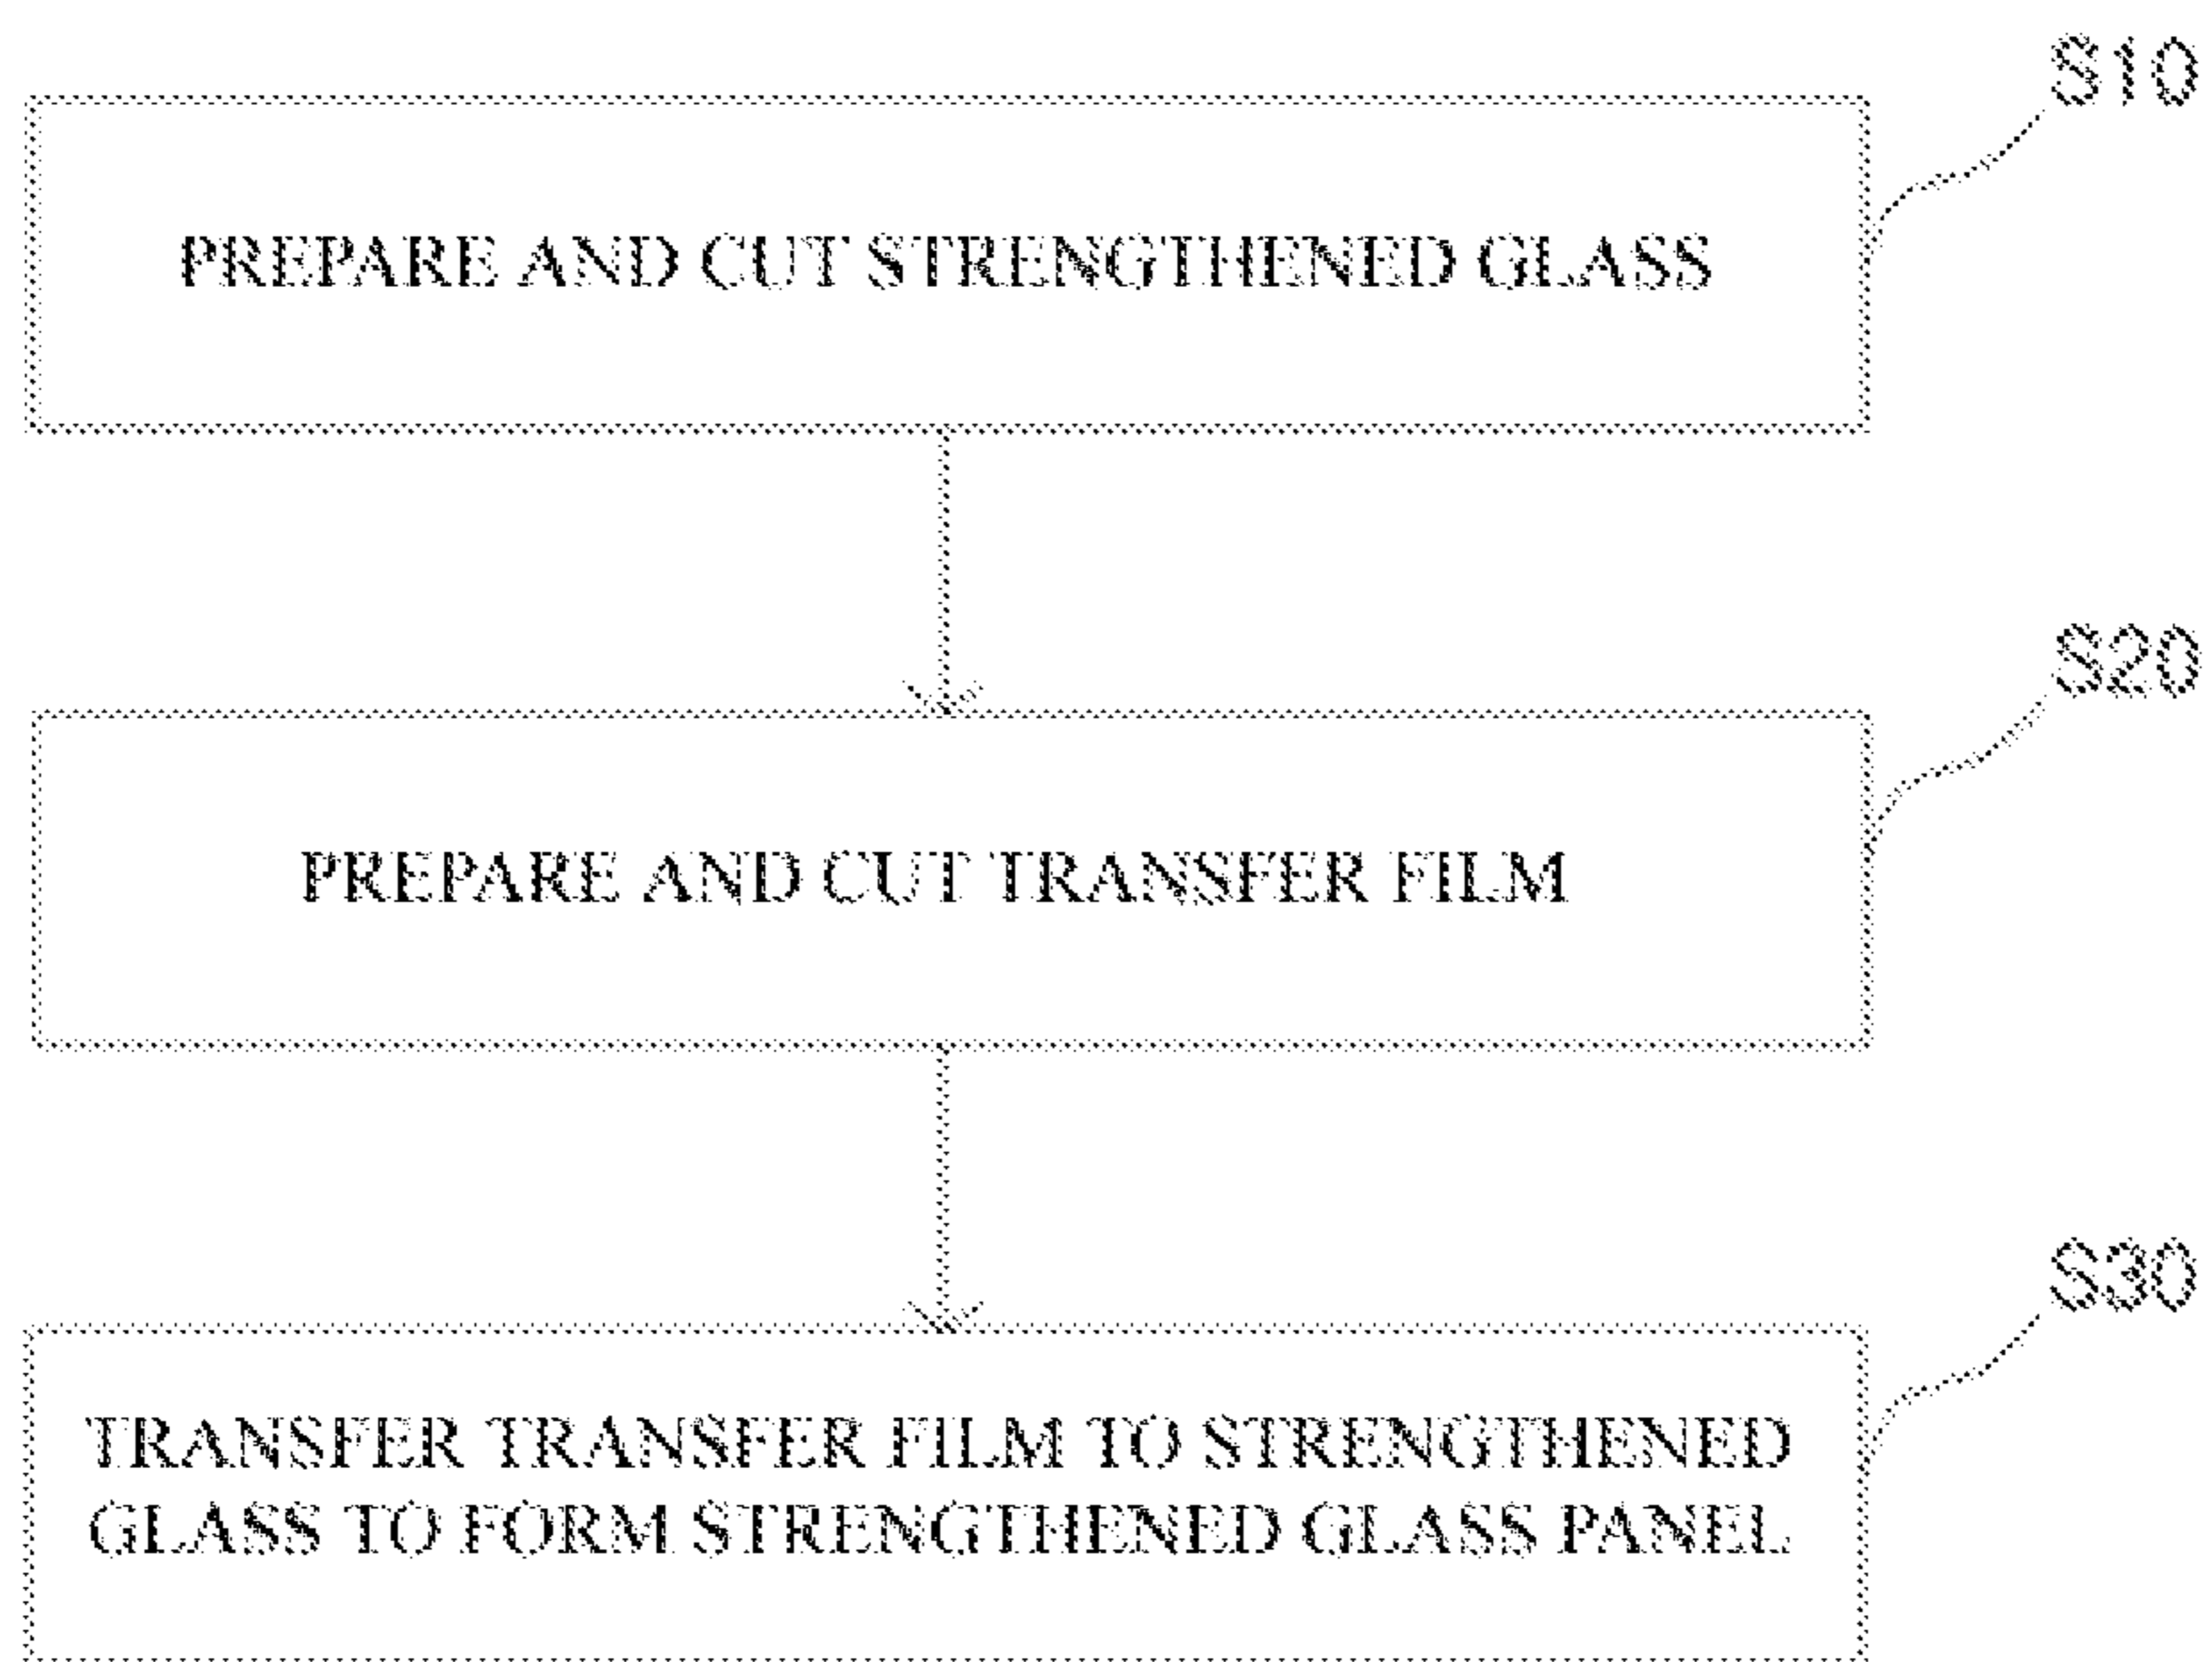 S10
PREPARE AND CUT STRENGTHENED GLASS
S20
PREPARE AND CUT TRANSFER FILM
S30
TRANSFER TRANSFER FILM TO STRENGTHENED
GLASS TO FORM STRENGTHENED GLASS PANEL